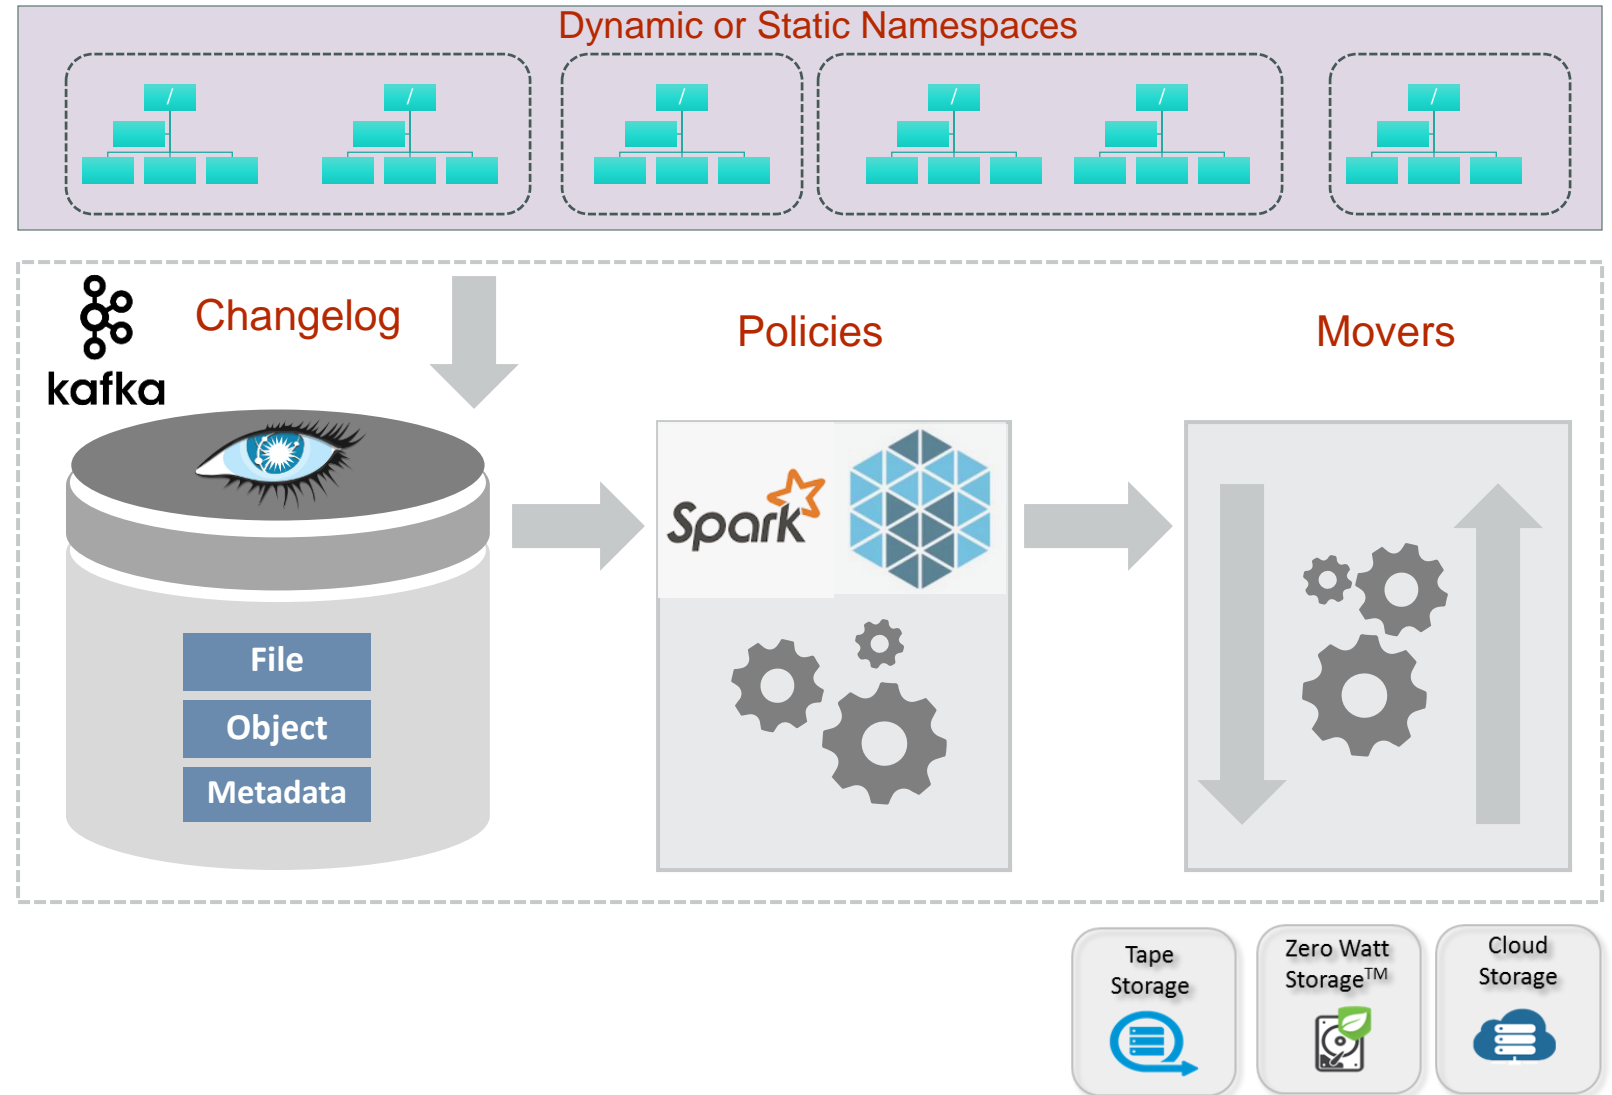 Dynamic or Static Namespaces
/ / / / / /
Changelog
kafka
Policies
Movers
Spark
File
Object
Metadata
Tape
Storage
Zero Watt
Storage™
Cloud
Storage